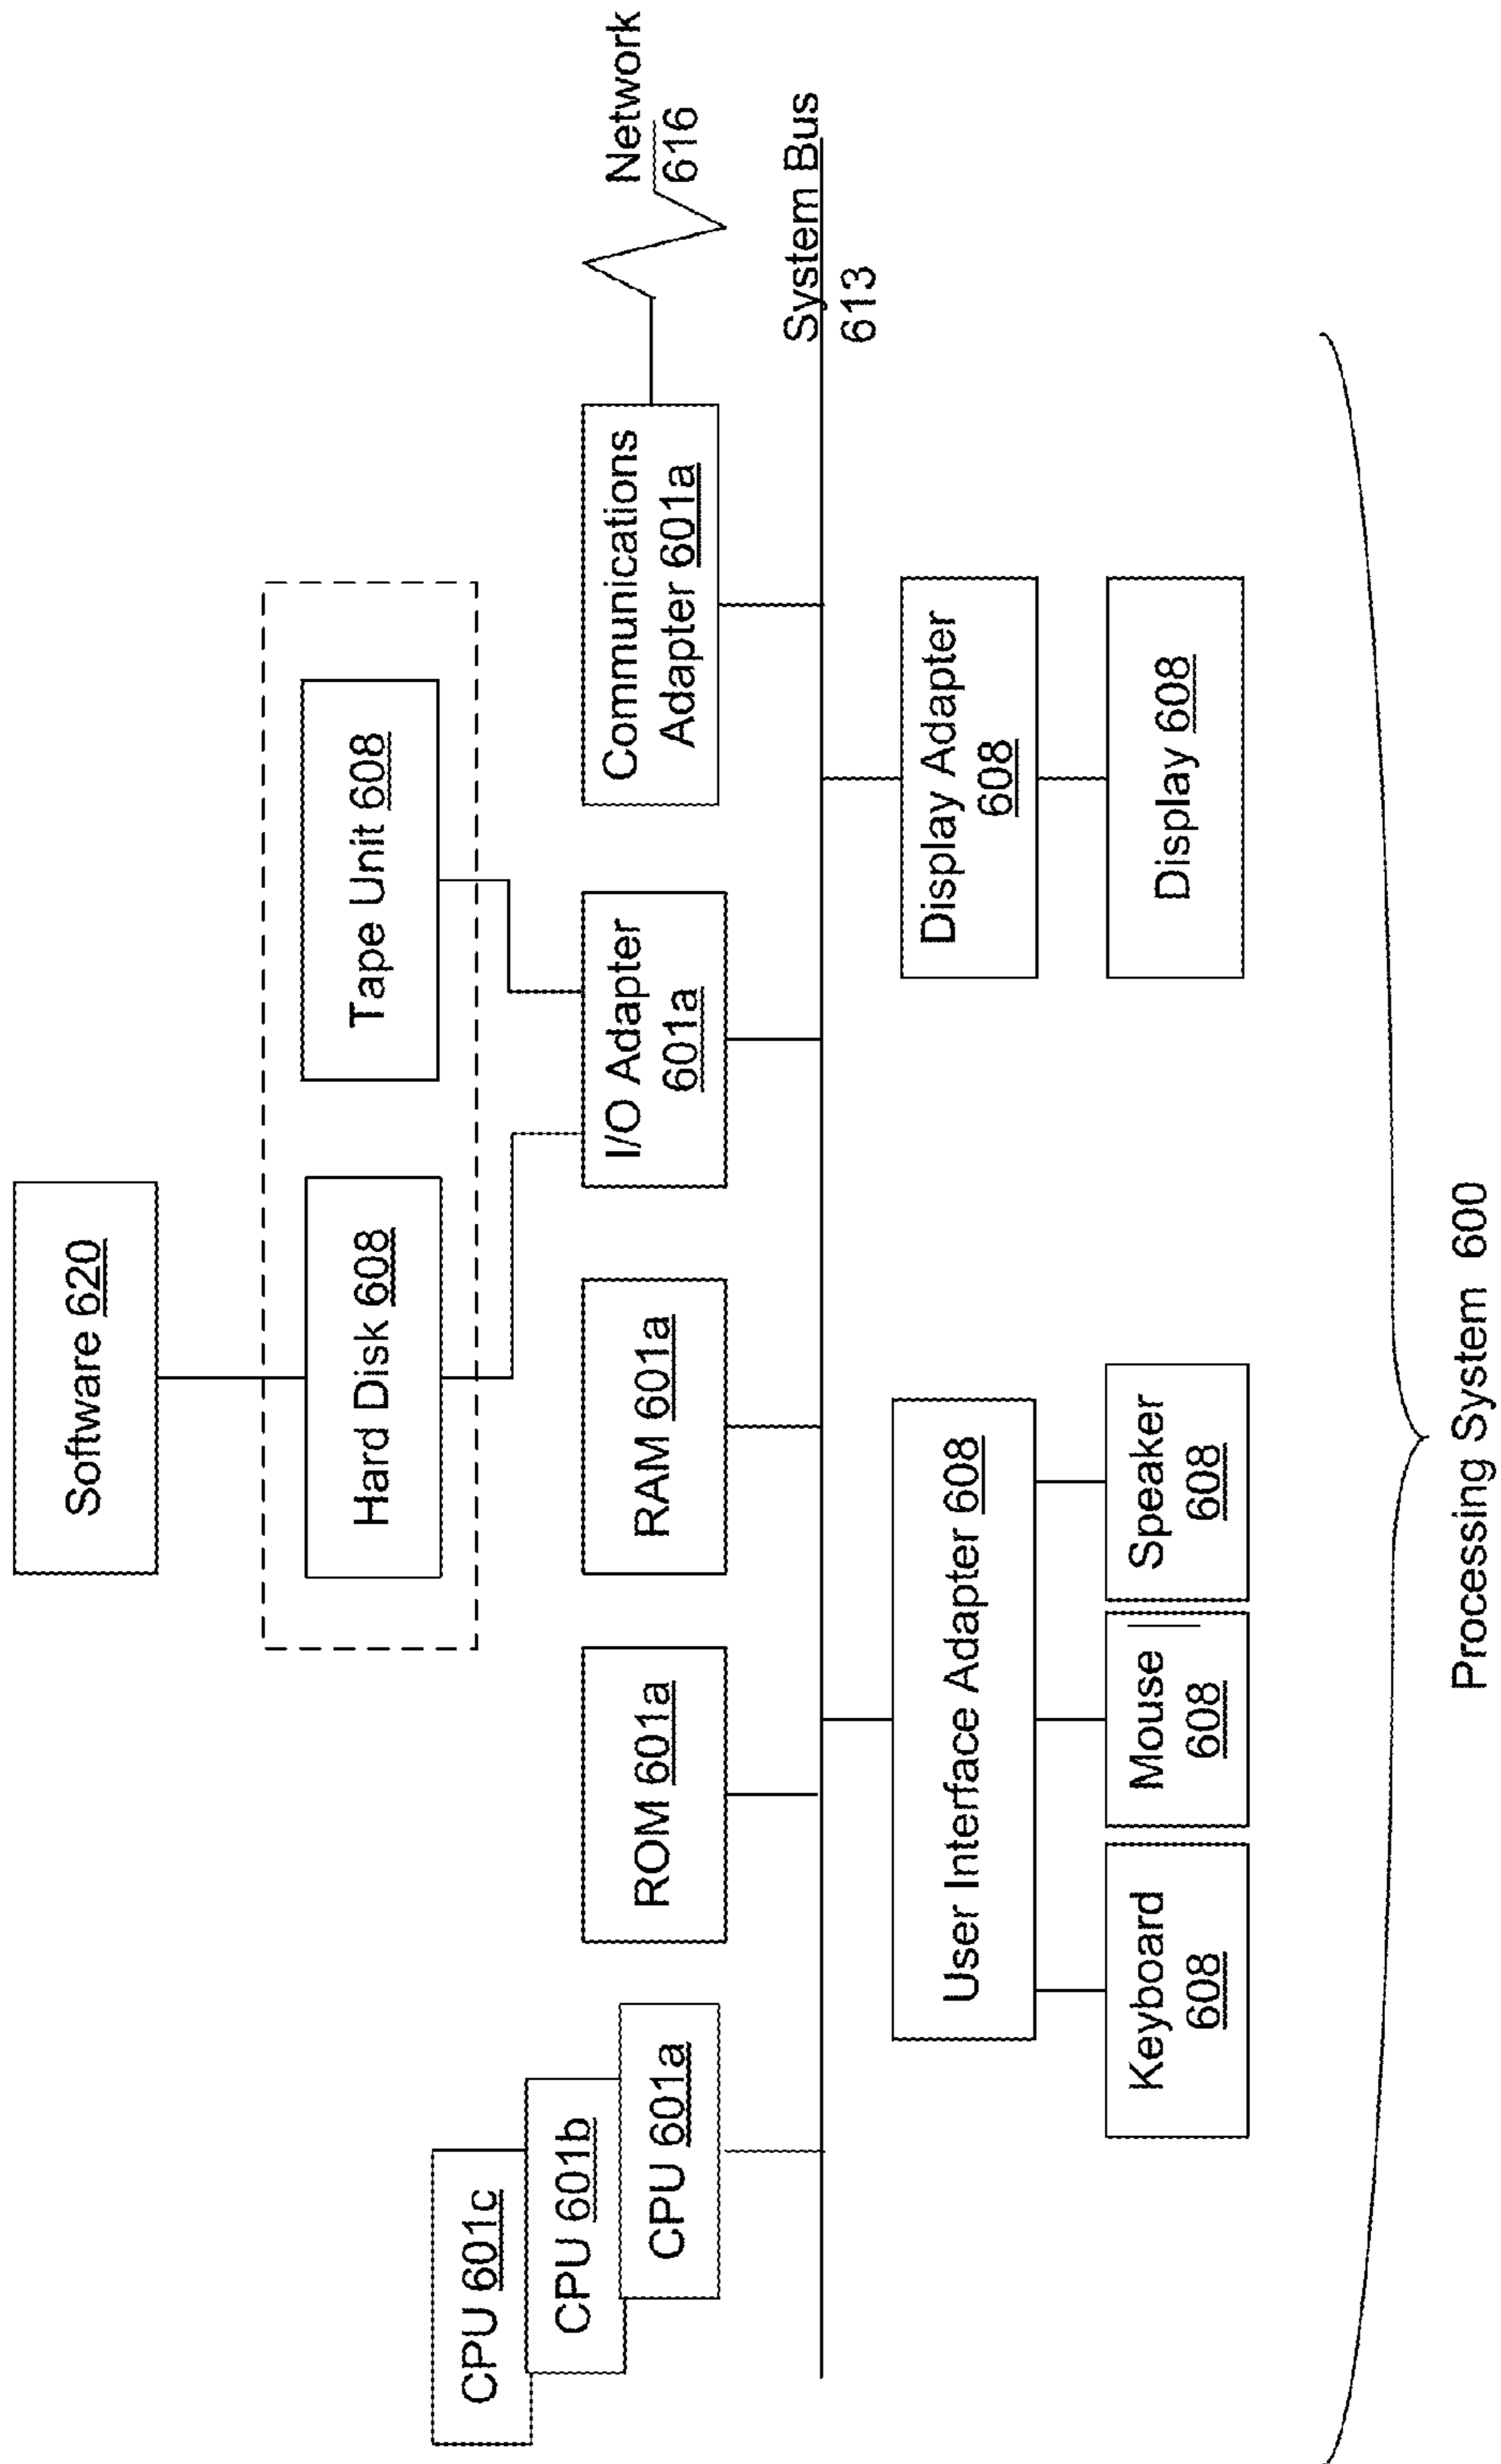 Software 620
Hard Disk 608
Tape Unit 608
CPU 601c
CPU 601b
CPU 601a
ROM 601a
RAM 601a
I/O Adapter
601a
Communications
Adapter 601a
Network
616
System Bus
613
User Interface Adapter 608
Display Adapter
608
Keyboard
608
Mouse
608
Speaker
608
Display 608
Processing System 600